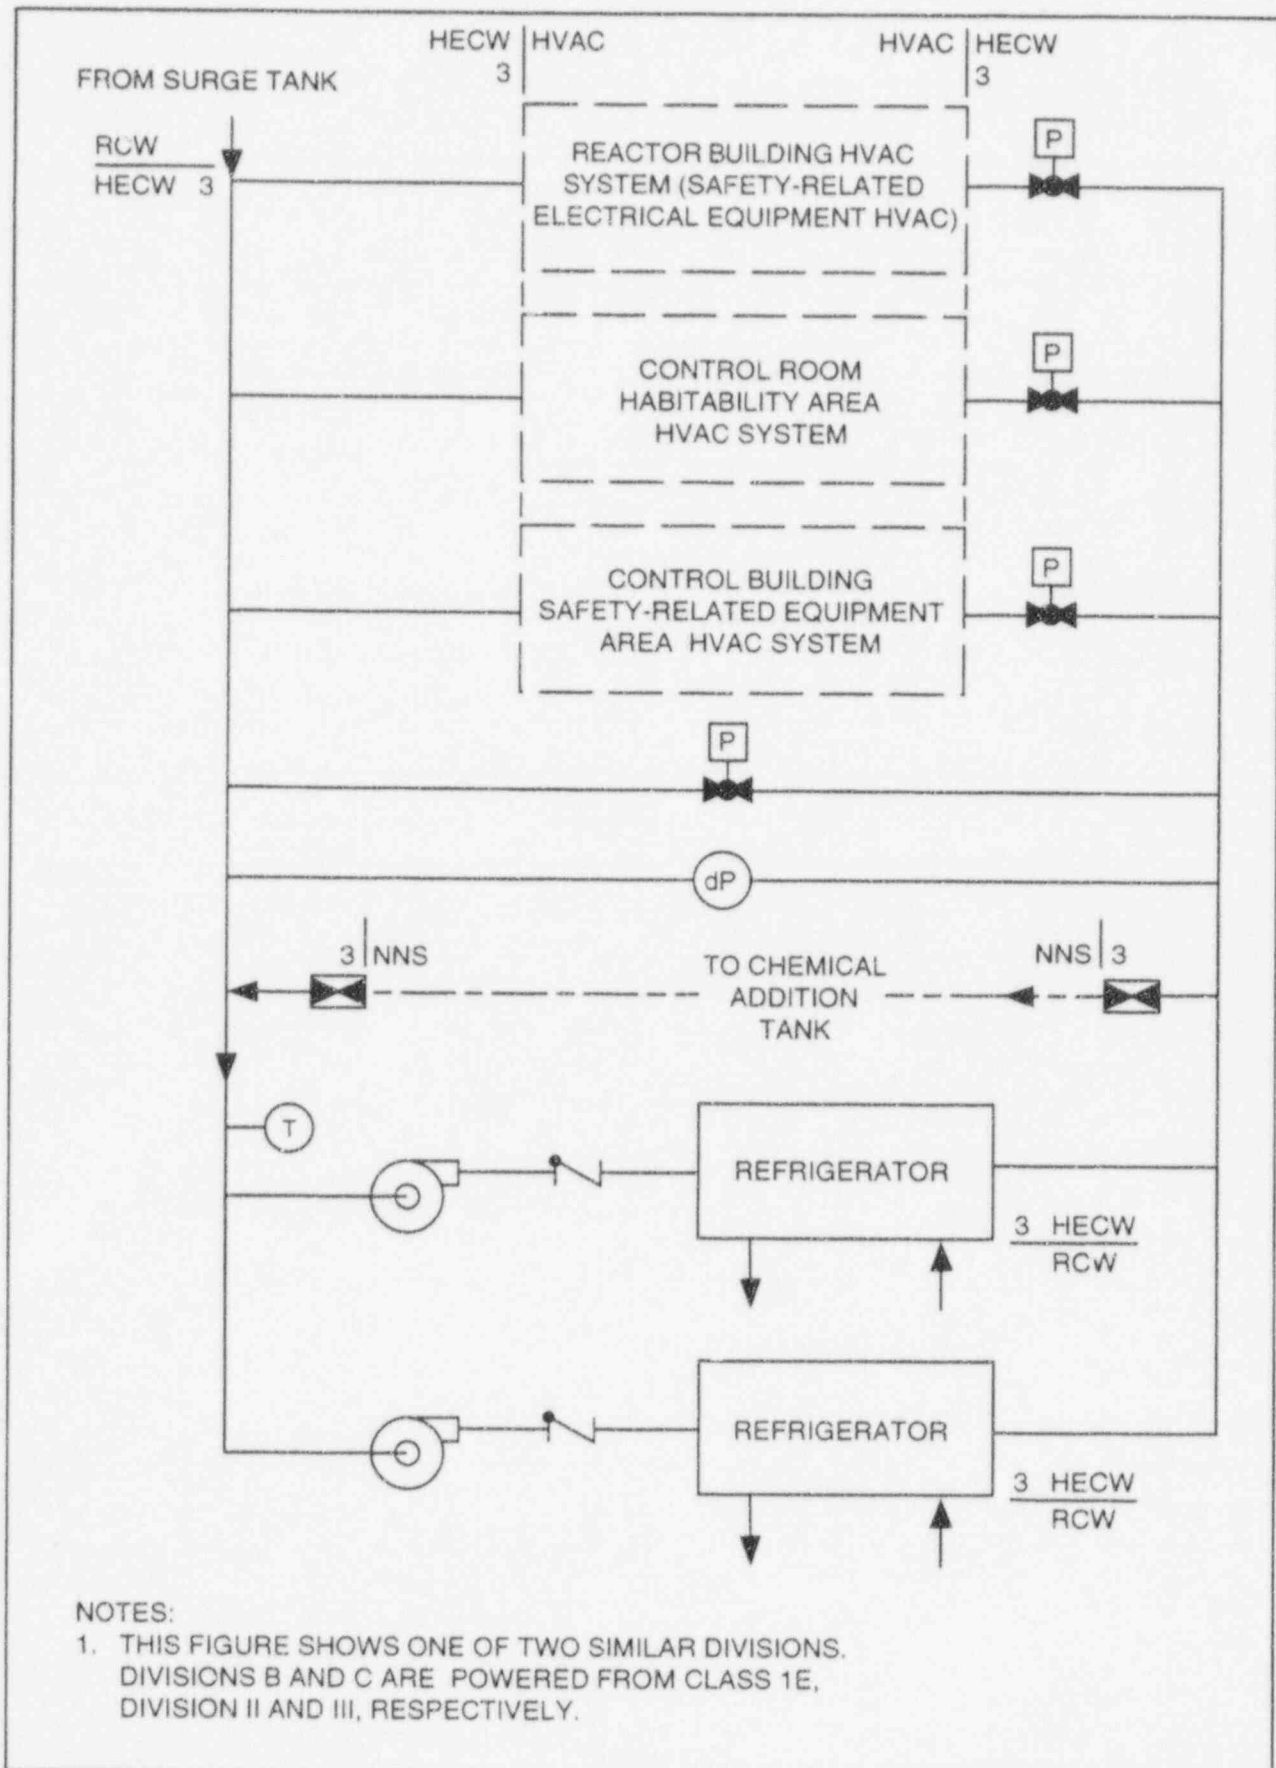 HECW HVAC
3
HVAC HECW
3
FROM SURGE TANK
RCW
HECW 3
P
REACTOR BUILDING HVAC
SYSTEM (SAFETY-RELATED
ELECTRICAL EQUIPMENT HVAC)
P
CONTROL ROOM
HABITABILITY AREA
HVAC SYSTEM
P
CONTROL BUILDING
SAFETY-RELATED EQUIPMENT
AREA HVAC SYSTEM
P
dP
3 NNS
TO CHEMICAL
ADDITION
TANK
NNS 3
T
REFRIGERATOR
3 HECW
RCW
REFRIGERATOR
3 HECW
RCW
NOTES:
1. THIS FIGURE SHOWS ONE OF TWO SIMILAR DIVISIONS.
DIVISIONS B AND C ARE POWERED FROM CLASS 1E,
DIVISION II AND III, RESPECTIVELY.